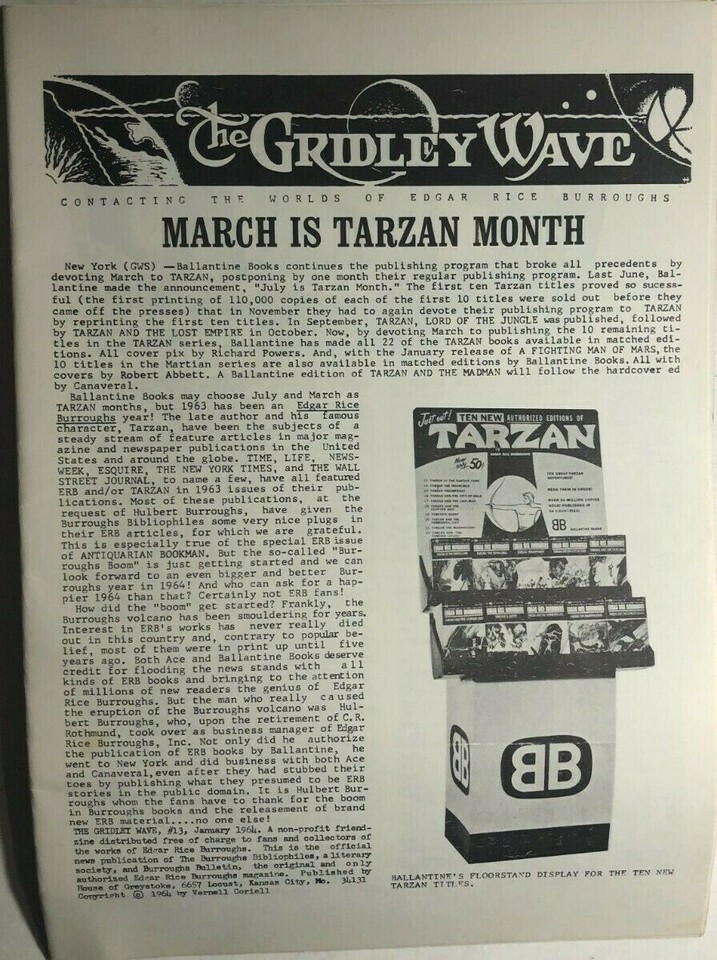 The GRIDLEY WAVE
CONTACTING THE WORLDS OF EDGAR RICE BURROUGHS
MARCH IS TARZAN MONTH
New York (GWS) —Ballantine Books continues the publishing program that broke all precedents by
devoting March to TARZAN, postponing by one month their regular publishing program. Last June, Bal-
lantine made the announcement, "July is Tarzan Month." The first ten Tarzan titles proved so sucess-
ful (the first printing of 110,000 copies of each of the first 10 titles were sold out before they
came off the presses) that in November they had to again devote their publishing program to TARZAN
by reprinting the first ten titles. In September, TARZAN, LORD OF THE JUNGLE was published, followed
by TARZAN AND THE LOST EMPIRE in October. Now, by devoting March to publishing the 10 remaining ti-
tles in the TARZAN series, Ballantine has made all 22 of the TARZAN books available in matched edi-
tions. All cover pix by Richard Powers. And, with the January release of A FIGHTING MAN OF MARS, the
10 titles in the Martian series are also available in matched editions by Ballantine Books. All with
covers by Robert Abbett. A Ballantine edition of TARZAN AND THE MADMAN will follow the hardcover ed
by Canaveral.
Ballantine Books may choose July and March as
TARZAN months, but 1963 has been an Edgar Rice
Burroughs year! The late author and his famous
character, Tarzan, have been the subjects of a
steady stream of feature articles in major mag-
azine and newspaper publications in the United
States and around the globe. TIME, LIFE, NEWS-
WEEK, ESQUIRE, THE NEW YORK TIMES, and THE WALL
STREET JOURNAL, to name a few, have all featured
ERB and/or TARZAN in 1963 issues of their pub-
lications. Most of these publications, at the
request of Hulbert Burroughs, have given the
Burroughs Bibliophiles some very nice plugs in
their ERB articles, for which we are grateful.
This is especially true of the special ERB issue
of ANTIQUARIAN BOOKMAN. But the so-called "Bur-
roughs Boom" is just getting started and we can
look forward to an even bigger and better Bur-
roughs year in 1964! And who can ask for a hap-
pier 1964 than that? Certainly not ERB fans!
How did the "boom" get started? Frankly, the
Burroughs volcano has been smouldering for years.
Interest in ERB's works has never really died
out in this country and, contrary to popular be-
lief, most of them were in print up until five
years ago. Both Ace and Ballantine Books deserve
credit for flooding the news stands with all
kinds of ERB books and bringing to the attention
of millions of new readers the genius of Edgar
Rice Burroughs. But the man who really caused
the eruption of the Burroughs volcano was Hul-
bert Burroughs, who, upon the retirement of C.R.
Rothmund, took over as business manager of Edgar
Rice Burroughs, Inc. Not only did he authorize
the publication of ERB books by Ballantine, he
went to New York and did business with both Ace
and Canaveral, even after they had stubbed their
toes by publishing what they presumed to be ERB
stories in the public domain. It is Hulbert Bur-
roughs whom the fans have to thank for the boom
in Burroughs books and the releasement of brand
new ERB material....no one else!
THE GRIDLEY WAVE, #13, January 1964. A non-profit friend-
zine distributed free of charge to fans and collectors of
the works of Edgar Rice Burroughs. This is the official
news publication of The Burroughs Bibliophiles, a literary
society, and Burroughs Bulletin, the original and only
authorized Edgar Rice Burroughs magazine. Published by
House of Greystoke, 6657 Locust, Kansas City, Mo. 34131
Copyright © 1964 by Vernell Coriell
Just out! TEN NEW AUTHORIZED EDITIONS OF
TARZAN
EDGAR RICE BURROUGHS
Now only 50¢
TEN GREAT TARZAN
ADVENTURES!
READ THEM IN ORDER!
BB BALLANTINE BOOKS
BB
BB
BALLANTINE'S FLOORSTAND DISPLAY FOR THE TEN NEW
TARZAN TITLES.